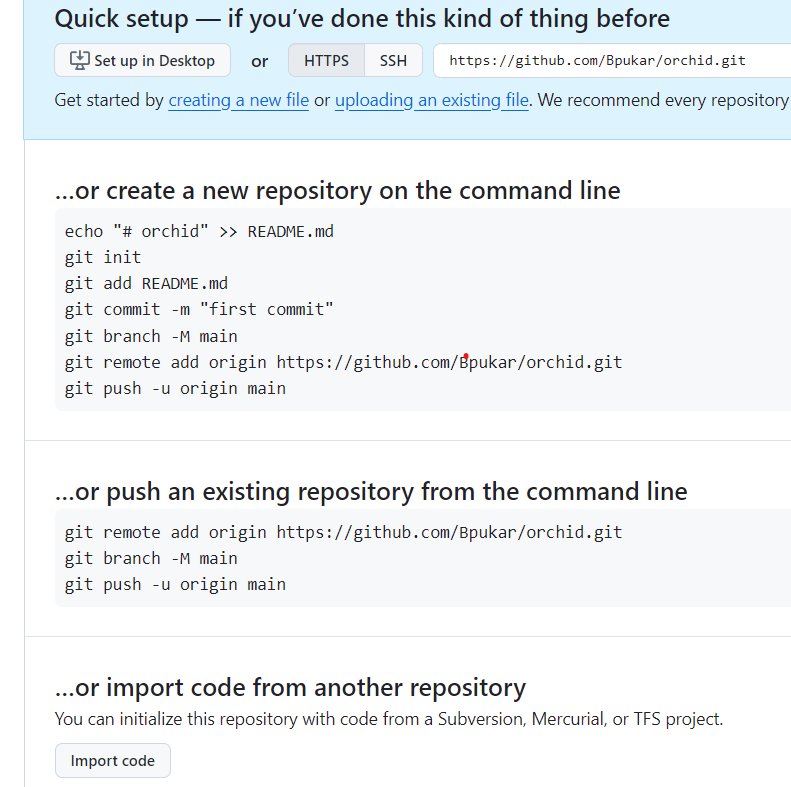 Quick setup — if you've done this kind of thing before
Set up in Desktop or HTTPS SSH https://github.com/Bpukar/orchid.git
Get started by creating a new file or uploading an existing file. We recommend every repository
…or create a new repository on the command line
echo "# orchid" >> README.md
git init
git add README.md
git commit -m "first commit"
git branch -M main
git remote add origin https://github.com/Bpukar/orchid.git
git push -u origin main
…or push an existing repository from the command line
git remote add origin https://github.com/Bpukar/orchid.git
git branch -M main
git push -u origin main
…or import code from another repository
You can initialize this repository with code from a Subversion, Mercurial, or TFS project.
Import code